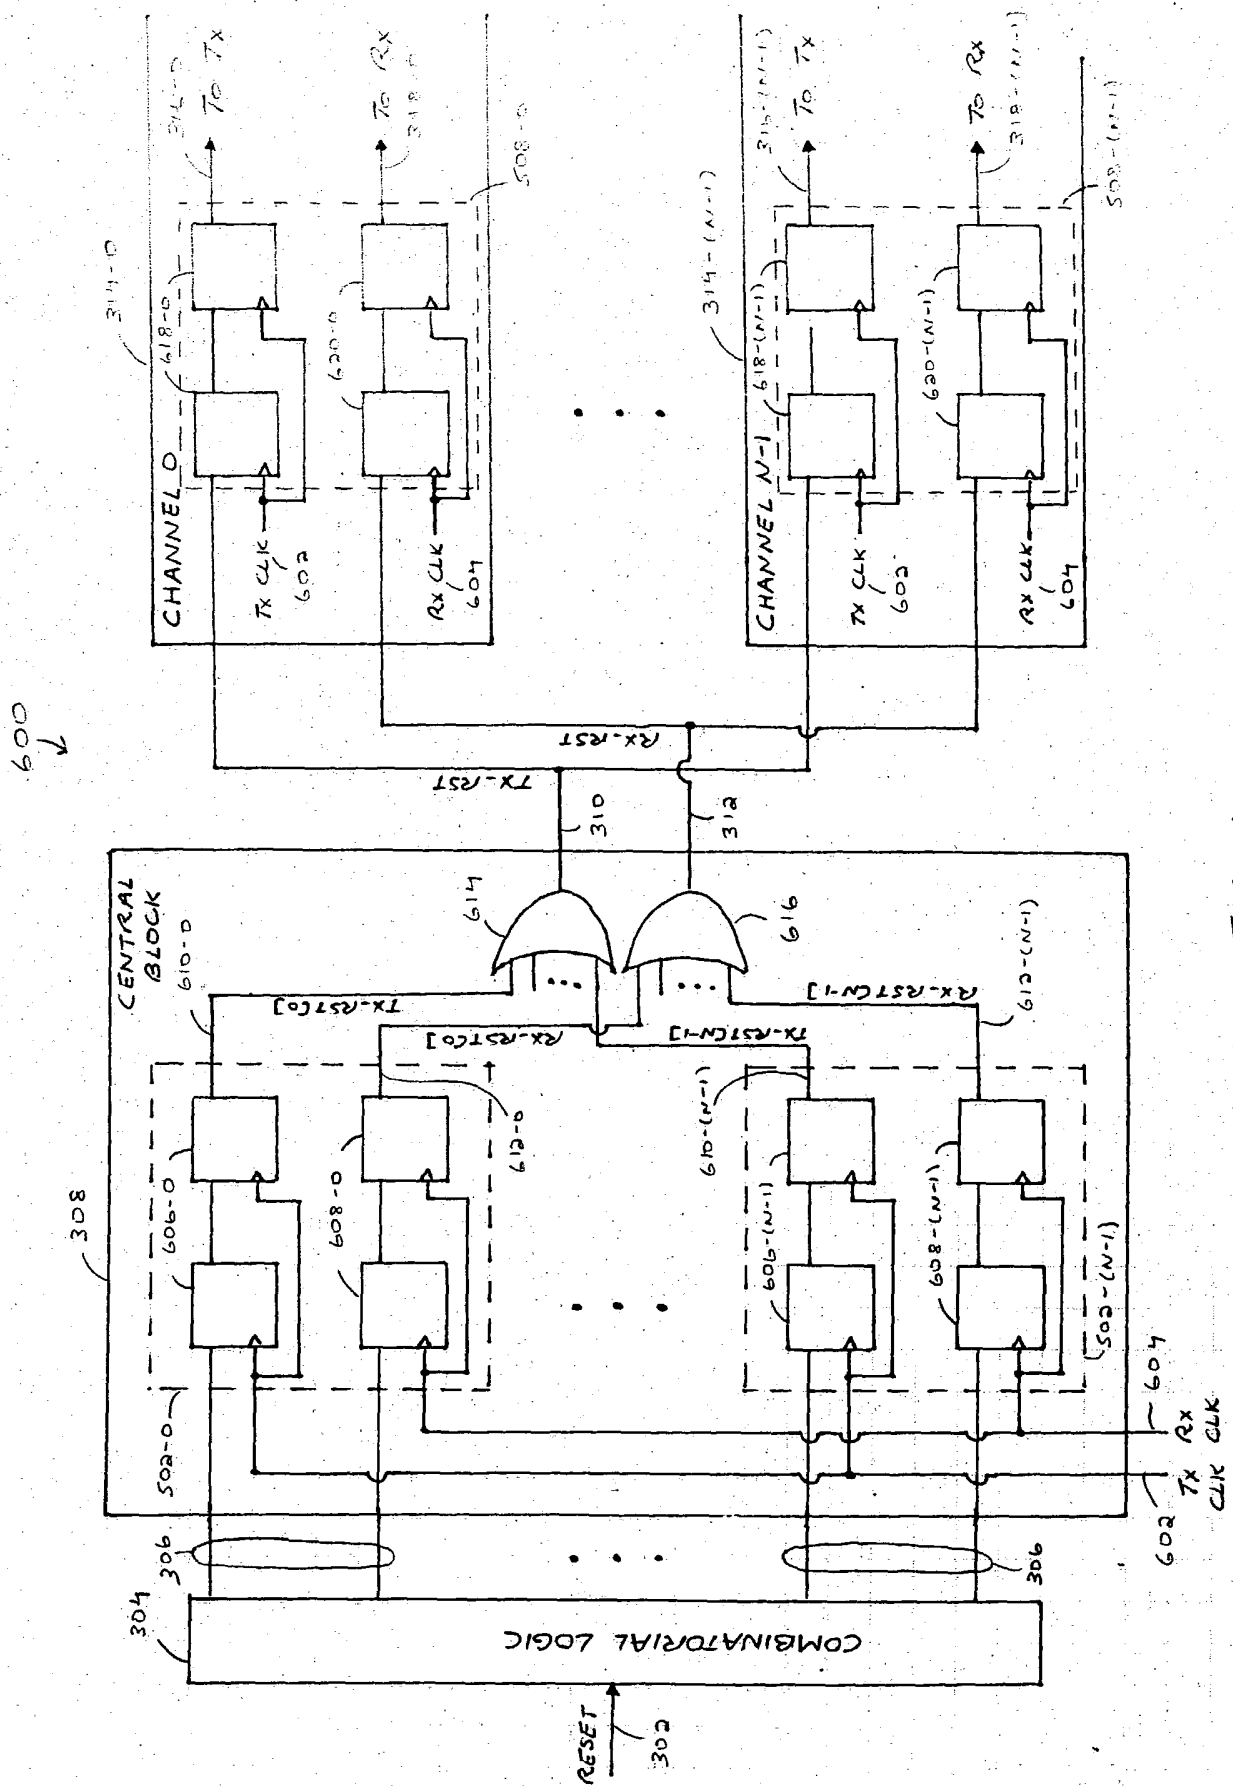 600
CHANNEL 0
314-0
316-0
TO TX
318-0
TO RX
618-0
620-0
508-0
TX CLK
602
RX CLK
604
CHANNEL N-1
314-(N-1)
316-(N-1)
TO TX
318-(N-1)
TO RX
618-(N-1)
620-(N-1)
508-(N-1)
TX CLK
602
RX CLK
604
TX-RST
RX-RST
310
312
CENTRAL
BLOCK
308
614
616
610-0
TX-RST[0]
RX-RST[0]
TX-RST[N-1]
RX-RST[N-1]
612-0
610-(N-1)
612-(N-1)
606-0
608-0
606-(N-1)
608-(N-1)
502-0
502-(N-1)
604
RX
CLK
602
TX
CLK
306
306
304
COMBINATORIAL LOGIC
RESET
302